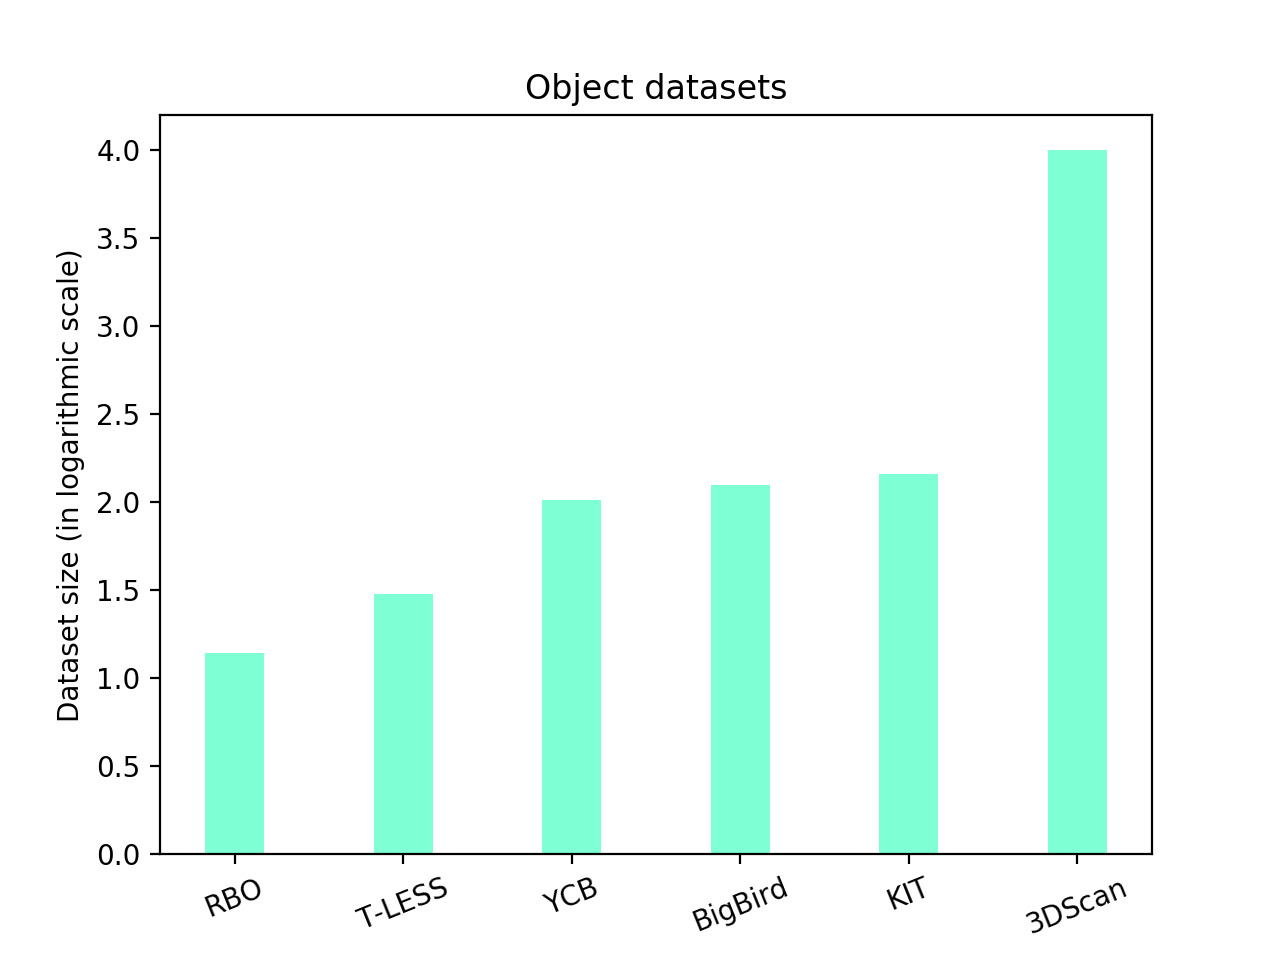 Object datasets
Dataset size (in logarithmic scale)
4.0
3.5
3.0
2.5
2.0
1.5
1.0
0.5
0.0
RBO
T-LESS
YCB
BigBird
KIT
3DScan